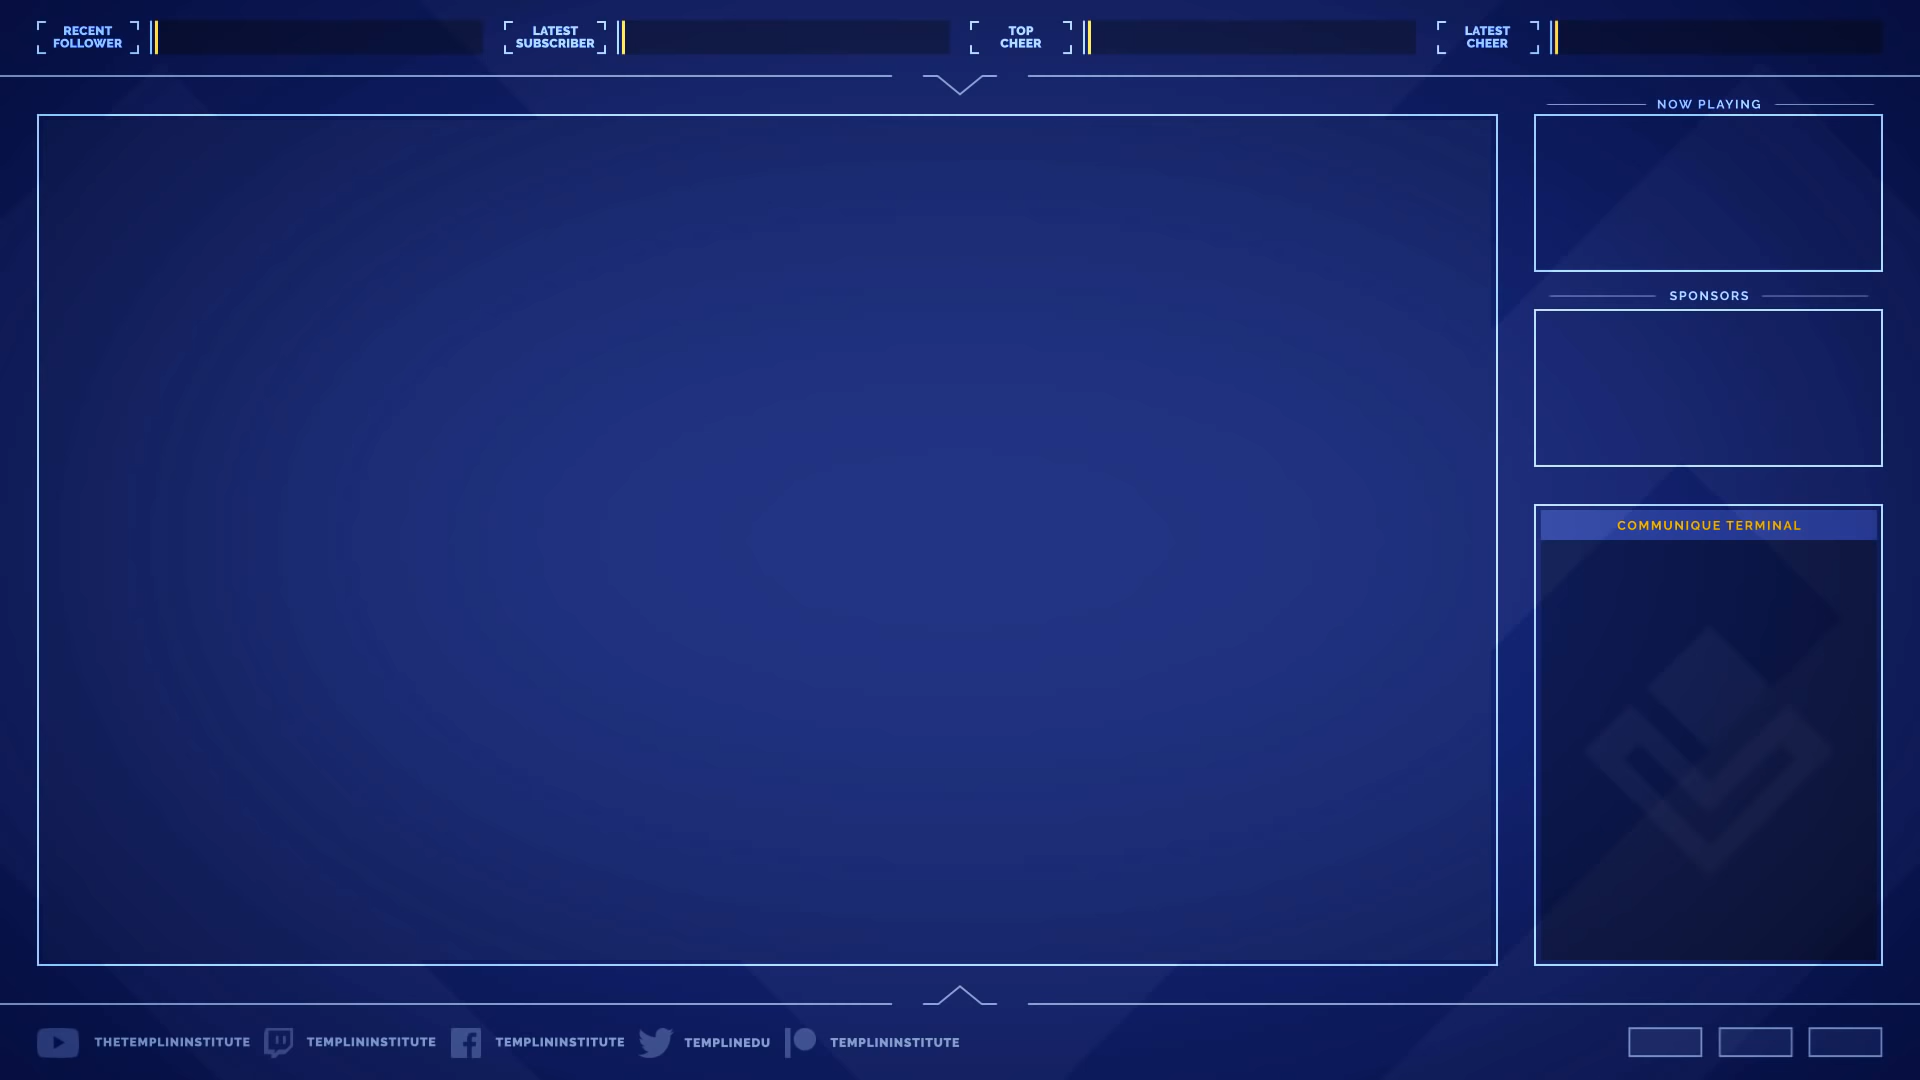 RECENT
FOLLOWER
LATEST
SUBSCRIBER
TOP
CHEER
LATEST
CHEER
NOW PLAYING
SPONSORS
COMMUNIQUE TERMINAL
THETEMPLININSTITUTE
TEMPLININSTITUTE
TEMPLININSTITUTE
TEMPLINEDU
TEMPLININSTITUTE